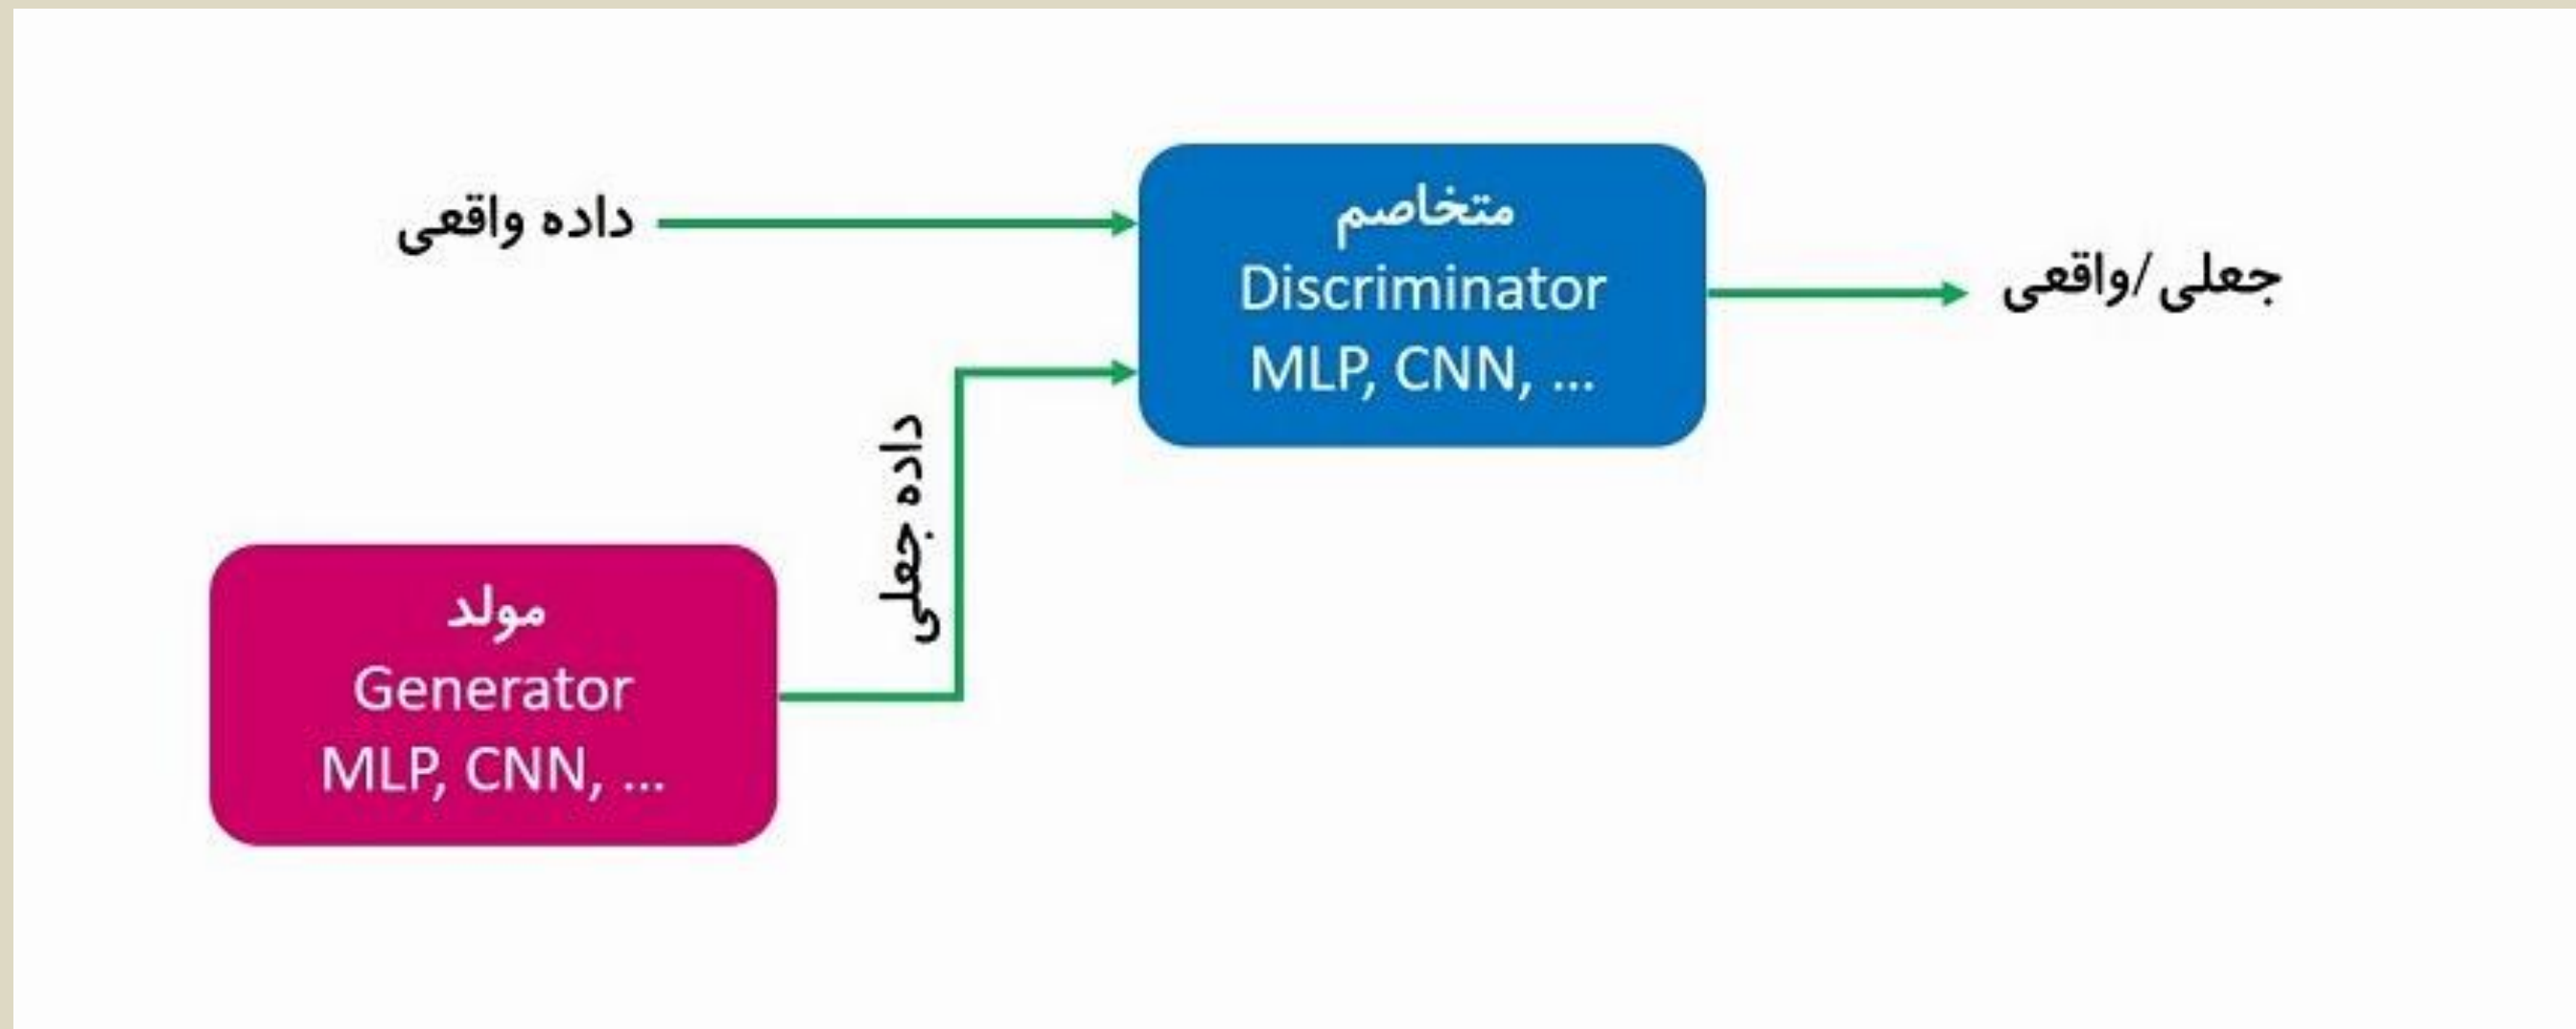 داده واقعی
متخاصم
Discriminator
MLP, CNN, ...
جعلی/واقعی
داده جعلی
مولد
Generator
MLP, CNN, ...